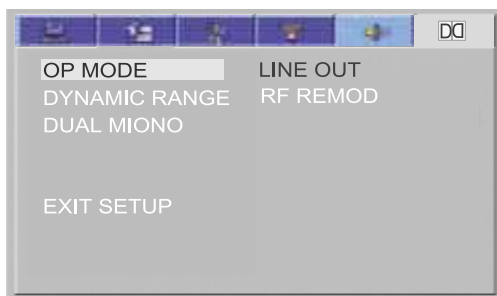 OP MODE
LINE OUT
DYNAMIC RANGE
RF REMOD
DUAL MIONO
EXIT SETUP